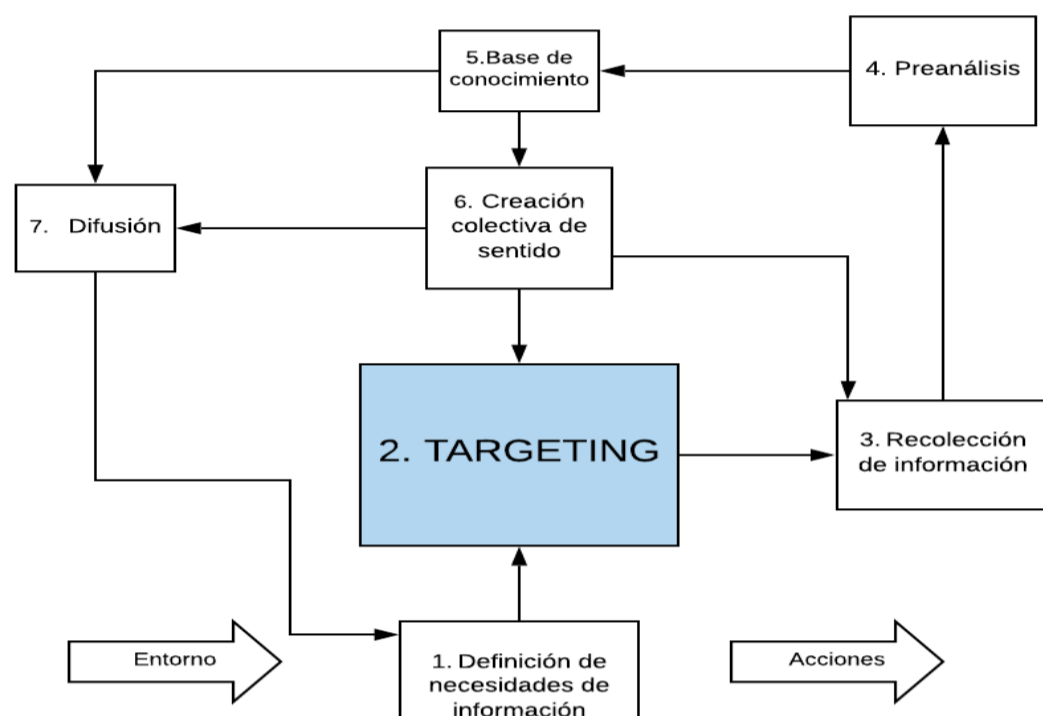 5.Base de
conocimiento
4. Preanálisis
6. Creación
colectiva de
sentido
7. Difusión
2. TARGETING
3. Recolección
de información
Entorno
1. Definición de
necesidades de
información
Acciones